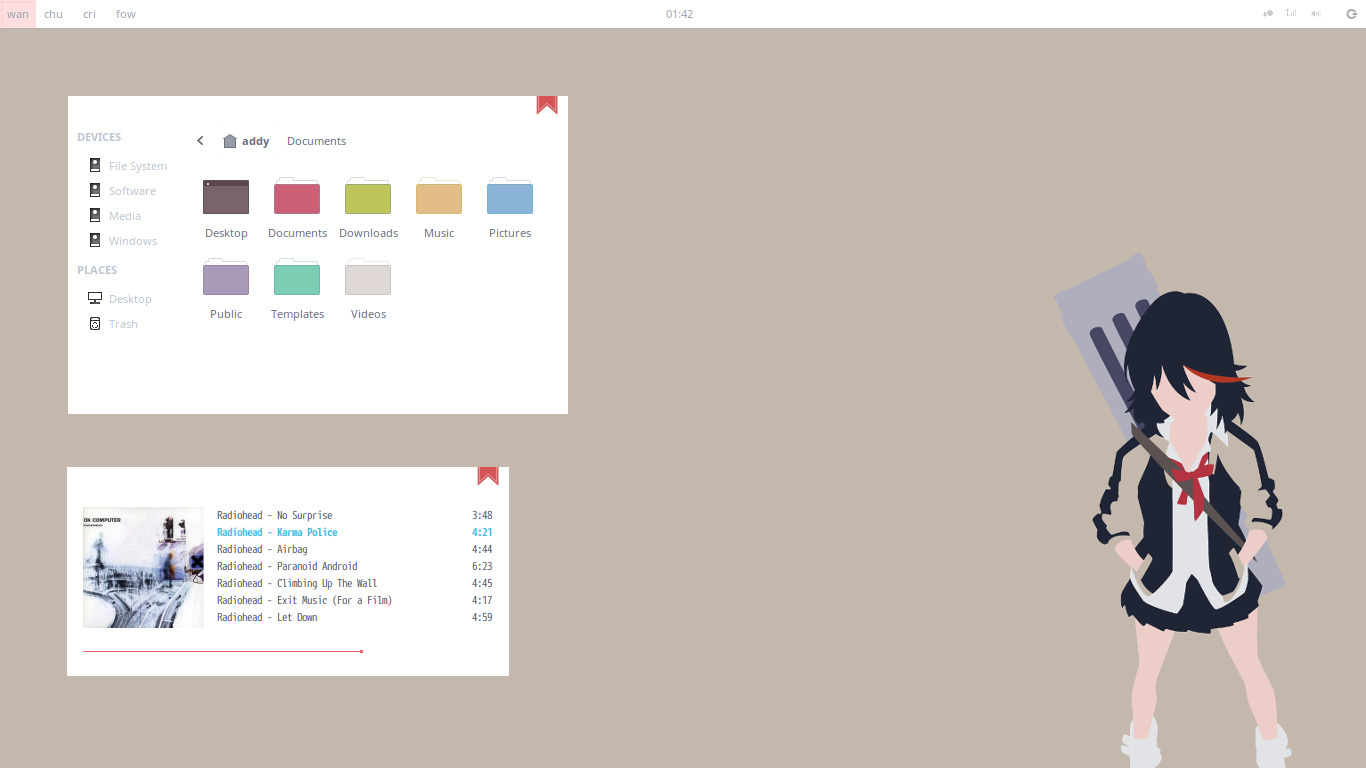 wan chu cri fow 01:42
DEVICES
File System
Software
Media
Windows
PLACES
Desktop
Trash
addy Documents
Desktop Documents Downloads Music Pictures
Public Templates Videos
OK COMPUTER
Radiohead - No Surprise 3:48
Radiohead - Karma Police 4:21
Radiohead - Airbag 4:44
Radiohead - Paranoid Android 6:23
Radiohead - Climbing Up The Wall 4:45
Radiohead - Exit Music (For a Film) 4:17
Radiohead - Let Down 4:59